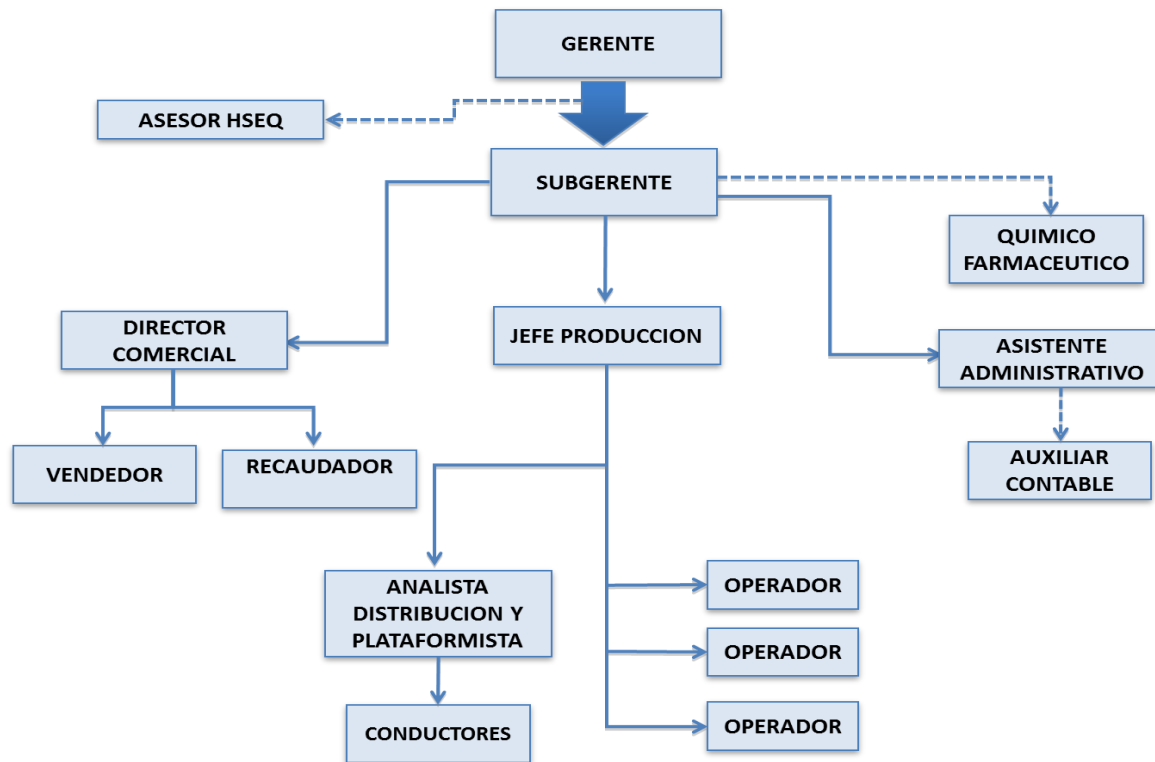 GERENTE
ASESOR HSEQ
SUBGERENTE
QUIMICO
FARMACEUTICO
DIRECTOR
COMERCIAL
JEFE PRODUCCION
ASISTENTE
ADMINISTRATIVO
VENDEDOR
RECAUDADOR
AUXILIAR
CONTABLE
ANALISTA
DISTRIBUCION Y
PLATAFORMISTA
OPERADOR
OPERADOR
CONDUCTORES
OPERADOR